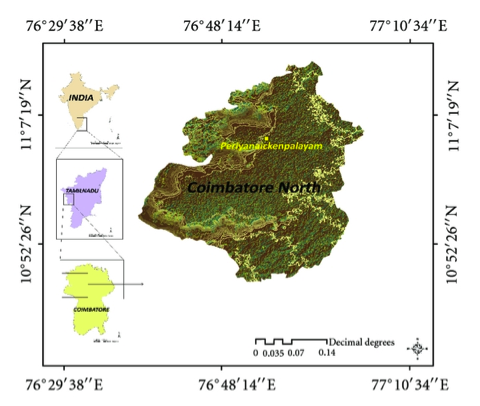 76°29′38″E 76°48′14″E 77°10′34″E
11°7′19″N
10°52′26″N
INDIA
TAMILNADU
COIMBATORE
Periyanaickenpalayam
Coimbatore North
Decimal degrees
0 0,035 0.07 0.14
11°7′19″N
10°52′26″N
76°29′38″E 76°48′14″E 77°10′34″E